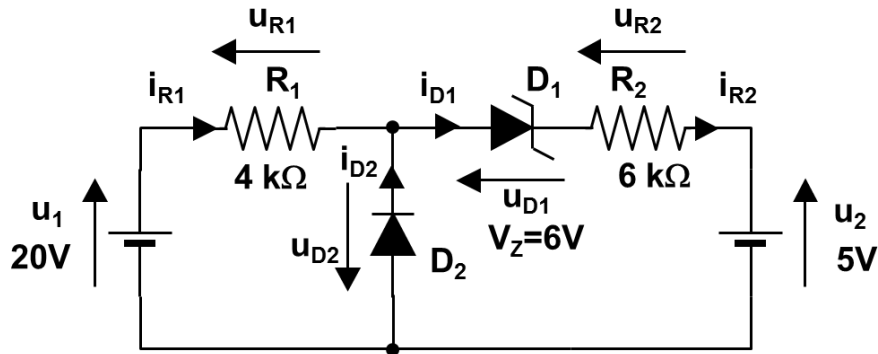 u_R1
u_R2
i_R1
R_1
i_D1
D_1
R_2
i_R2
4 kΩ
i_D2
6 kΩ
u_1
u_D1
u_2
20V
u_D2
D_2
V_Z=6V
5V